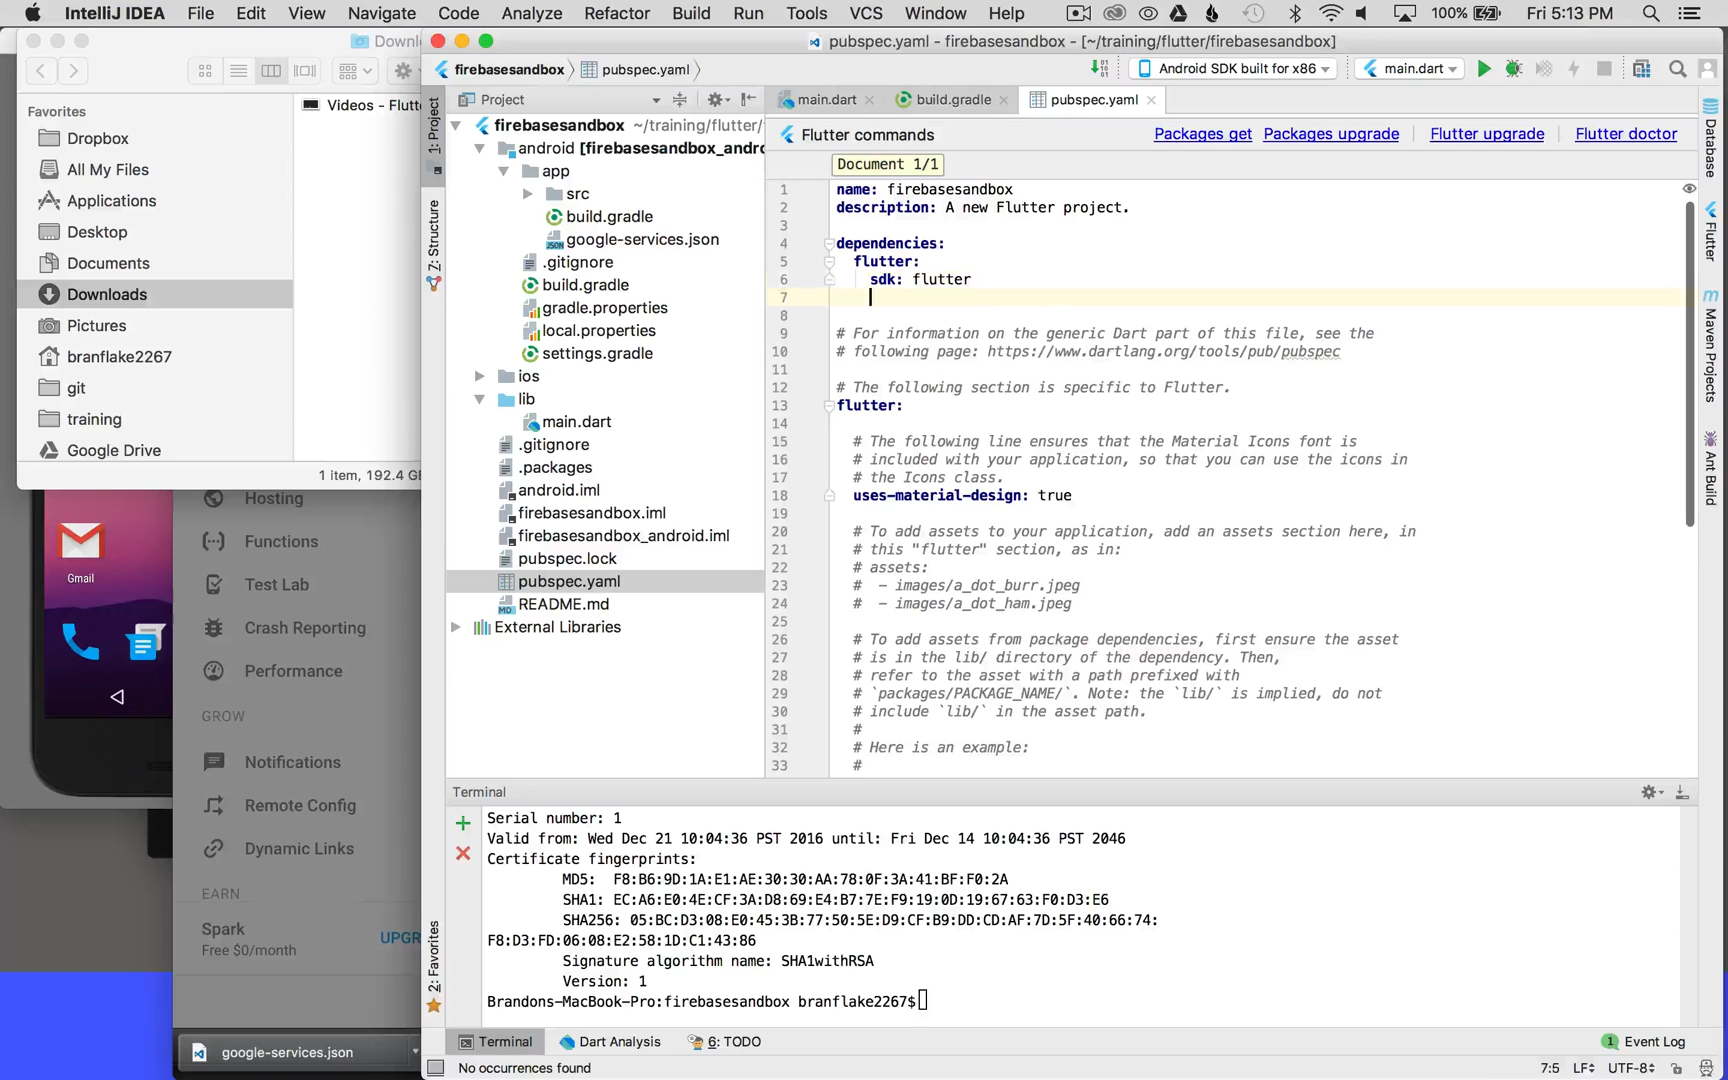 IntelliJ IDEA File Edit View Navigate Code Analyze Refactor Build Run Tools VCS Window Help 100% Fri 5:13 PM
Downl
Favorites
Dropbox
All My Files
Applications
Desktop
Documents
Downloads
Pictures
branflake2267
git
training
Google Drive
Videos - Flutte
1 item, 192.4 G
Gmail
Hosting
Functions
Test Lab
Crash Reporting
Performance
GROW
Notifications
Remote Config
Dynamic Links
EARN
Spark
Free $0/month
UPGR
google-services.json
pubspec.yaml - firebasesandbox - [~/training/flutter/firebasesandbox]
firebasesandbox pubspec.yaml
Android SDK built for x86 main.dart
1: Project
Z: Structure
2: Favorites
Project
firebasesandbox ~/training/flutter/
android [firebasesandbox_andro
app
src
build.gradle
google-services.json
.gitignore
build.gradle
gradle.properties
local.properties
settings.gradle
ios
lib
main.dart
.gitignore
.packages
android.iml
firebasesandbox.iml
firebasesandbox_android.iml
pubspec.lock
pubspec.yaml
README.md
External Libraries
main.dart build.gradle pubspec.yaml
Flutter commands Packages get Packages upgrade Flutter upgrade Flutter doctor
Document 1/1
1 name: firebasesandbox
2 description: A new Flutter project.
3
4 dependencies:
5 flutter:
6 sdk: flutter
7
8
9 # For information on the generic Dart part of this file, see the
10 # following page: https://www.dartlang.org/tools/pub/pubspec
11
12 # The following section is specific to Flutter.
13 flutter:
14
15 # The following line ensures that the Material Icons font is
16 # included with your application, so that you can use the icons in
17 # the Icons class.
18 uses-material-design: true
19
20 # To add assets to your application, add an assets section here, in
21 # this "flutter" section, as in:
22 # assets:
23 #  - images/a_dot_burr.jpeg
24 #  - images/a_dot_ham.jpeg
25
26 # To add assets from package dependencies, first ensure the asset
27 # is in the lib/ directory of the dependency. Then,
28 # refer to the asset with a path prefixed with
29 # `packages/PACKAGE_NAME/`. Note: the `lib/` is implied, do not
30 # include `lib/` in the asset path.
31 #
32 # Here is an example:
33 #
Database
Flutter
Maven Projects
Ant Build
Terminal
Serial number: 1
Valid from: Wed Dec 21 10:04:36 PST 2016 until: Fri Dec 14 10:04:36 PST 2046
Certificate fingerprints:
MD5:  F8:B6:9D:1A:E1:AE:30:30:AA:78:0F:3A:41:BF:F0:2A
SHA1: EC:A6:E0:4E:CF:3A:D8:69:E4:B7:7E:F9:19:0D:19:67:63:F0:D3:E6
SHA256: 05:BC:D3:08:E0:45:3B:77:50:5E:D9:CF:B9:DD:CD:AF:7D:5F:40:66:74:
F8:D3:FD:06:08:E2:58:1D:C1:43:86
Signature algorithm name: SHA1withRSA
Version: 1
Brandons-MacBook-Pro:firebasesandbox branflake2267$
Terminal Dart Analysis 6: TODO 1 Event Log
No occurrences found 7:5 LF UTF-8